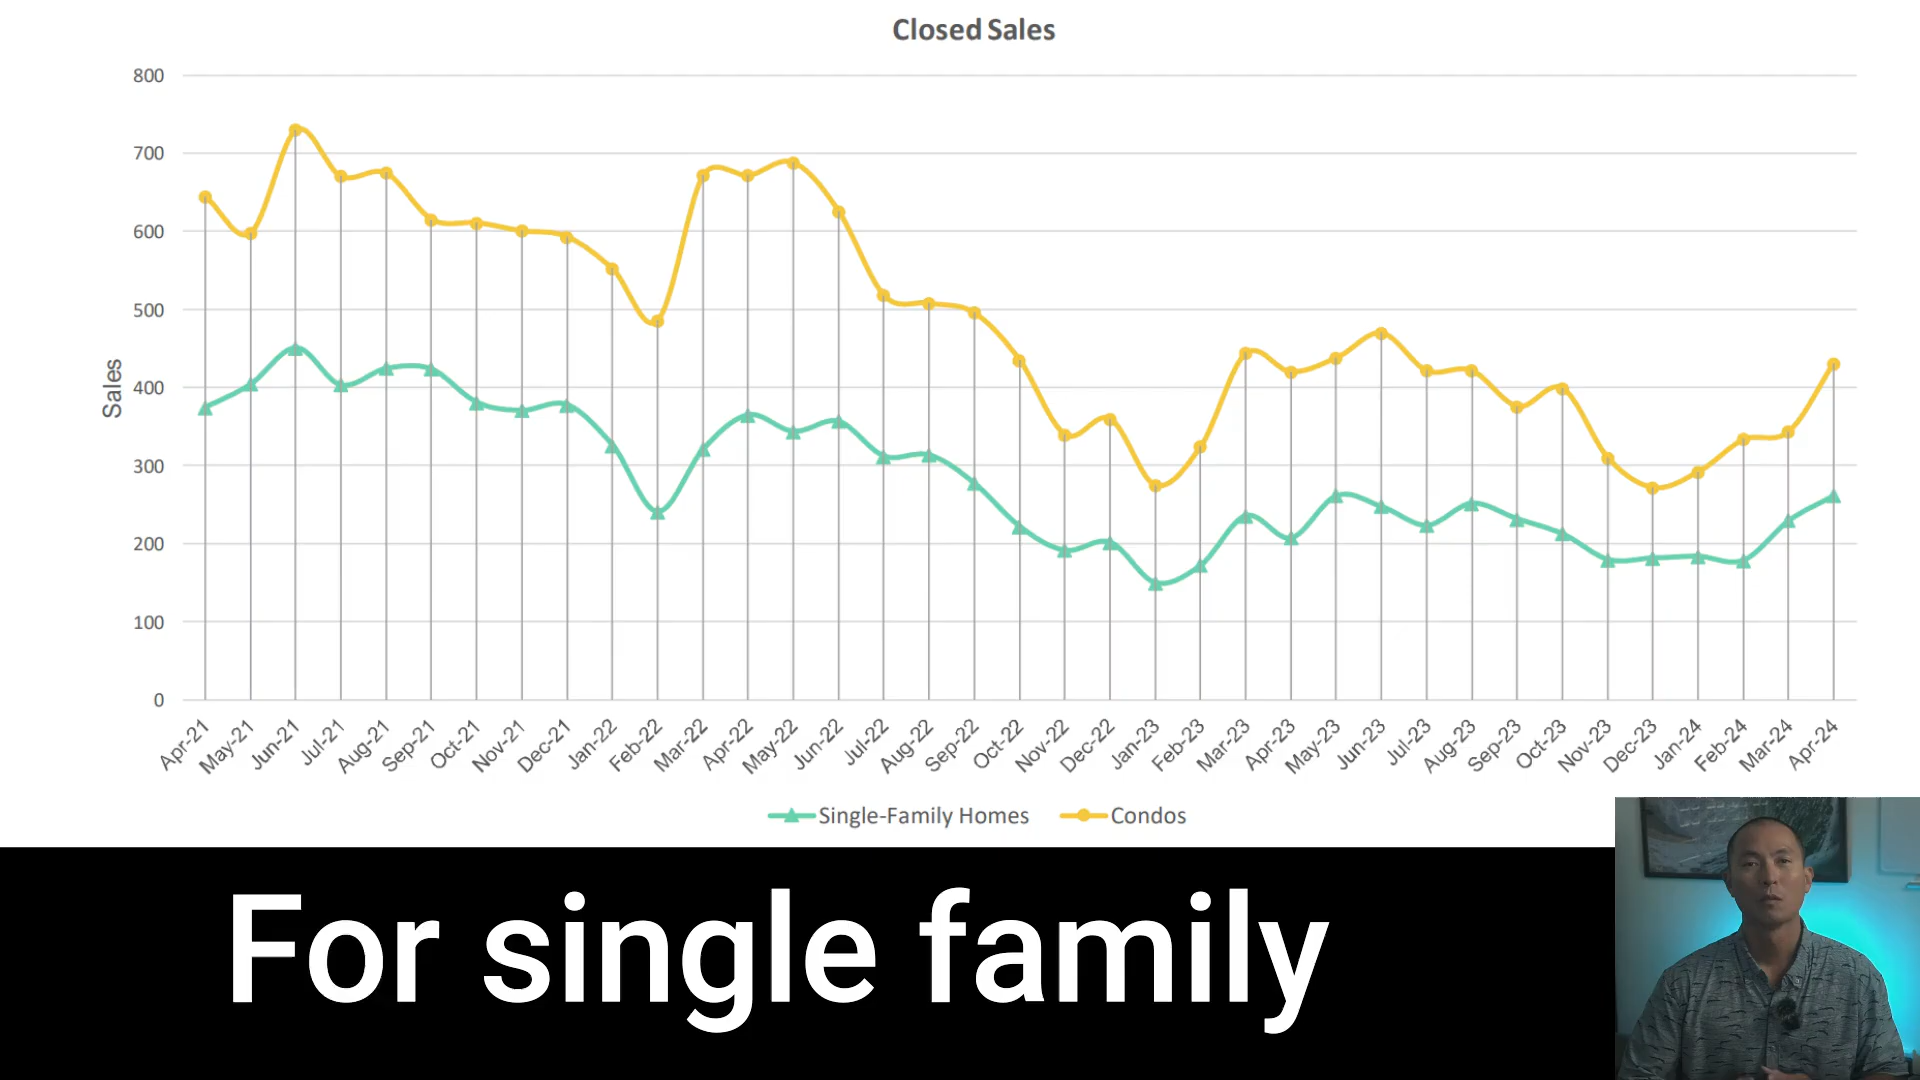 Closed Sales
800
700
600
500
400
300
200
100
0
Sales
Apr-21
May-21
Jun-21
Jul-21
Aug-21
Sep-21
Oct-21
Nov-21
Dec-21
Jan-22
Feb-22
Mar-22
Apr-22
May-22
Jun-22
Jul-22
Aug-22
Sep-22
Oct-22
Nov-22
Dec-22
Jan-23
Feb-23
Mar-23
Apr-23
May-23
Jun-23
Jul-23
Aug-23
Sep-23
Oct-23
Nov-23
Dec-23
Jan-24
Feb-24
Mar-24
Apr-24
Single-Family Homes
Condos
For single family